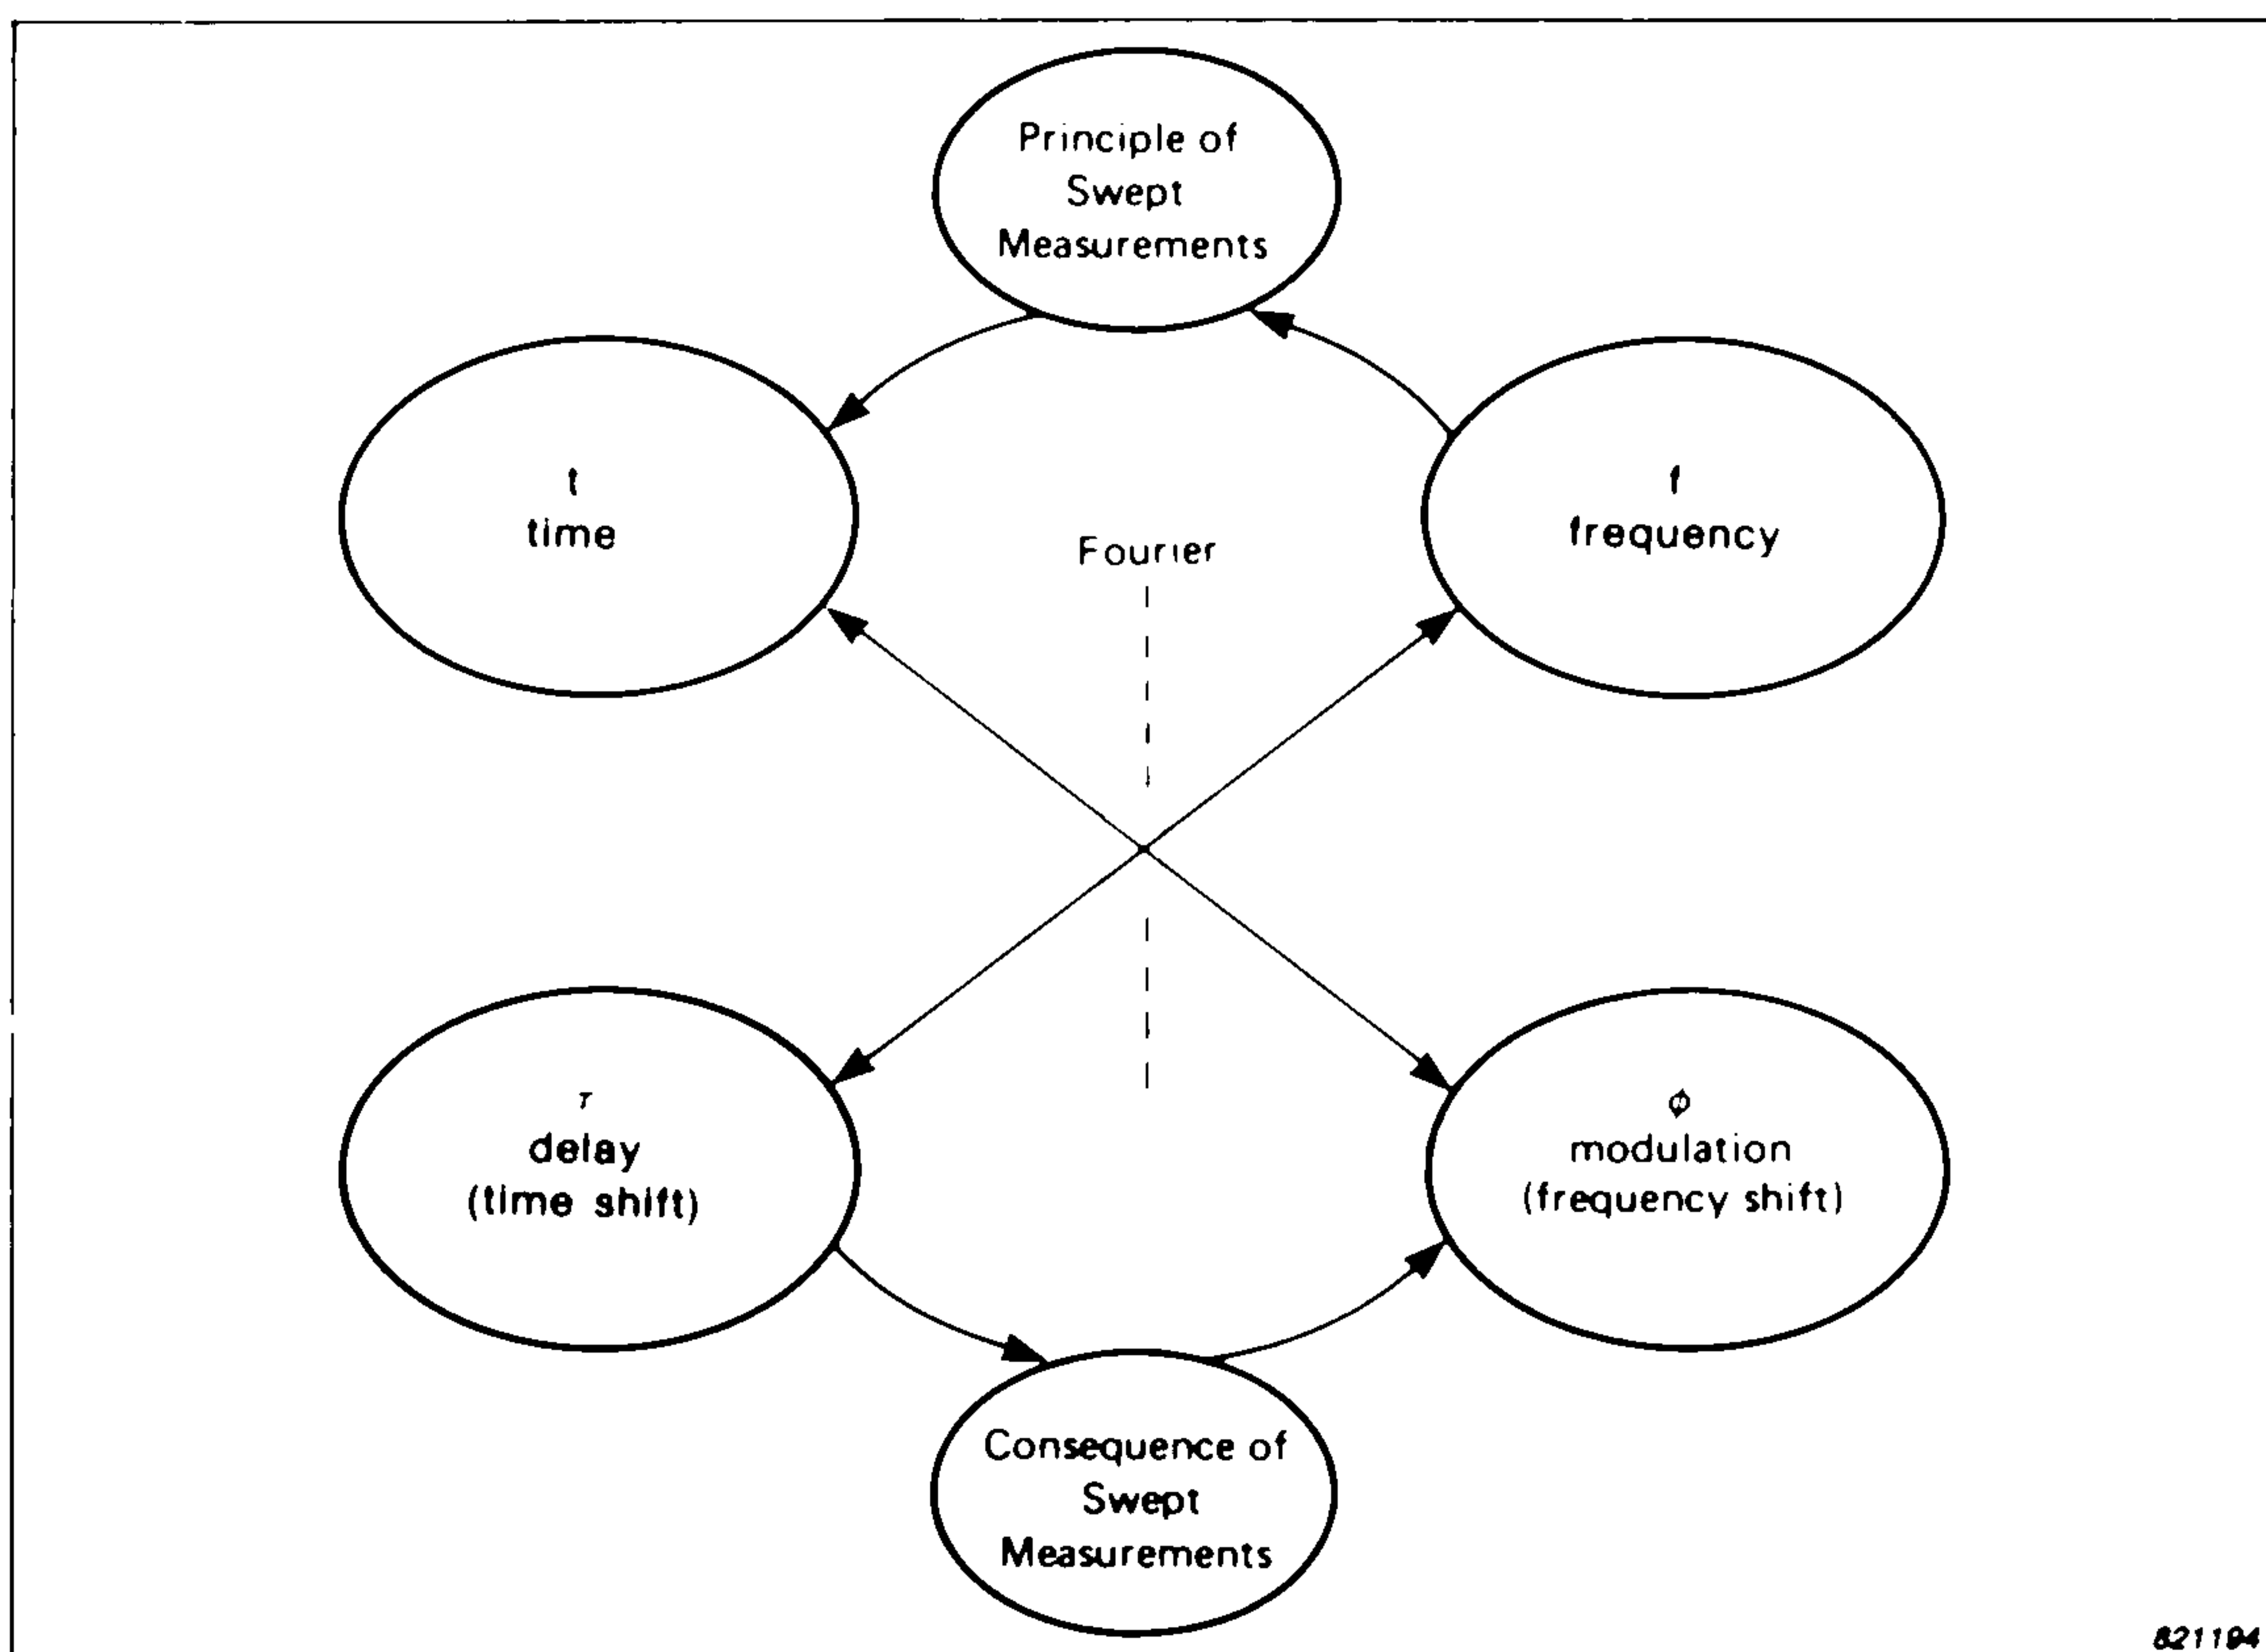 Principle of
Swept
Measurements
t
time
f
frequency
Fourier
τ
delay
(time shift)
Φ
modulation
(frequency shift)
Consequence of
Swept
Measurements
821194